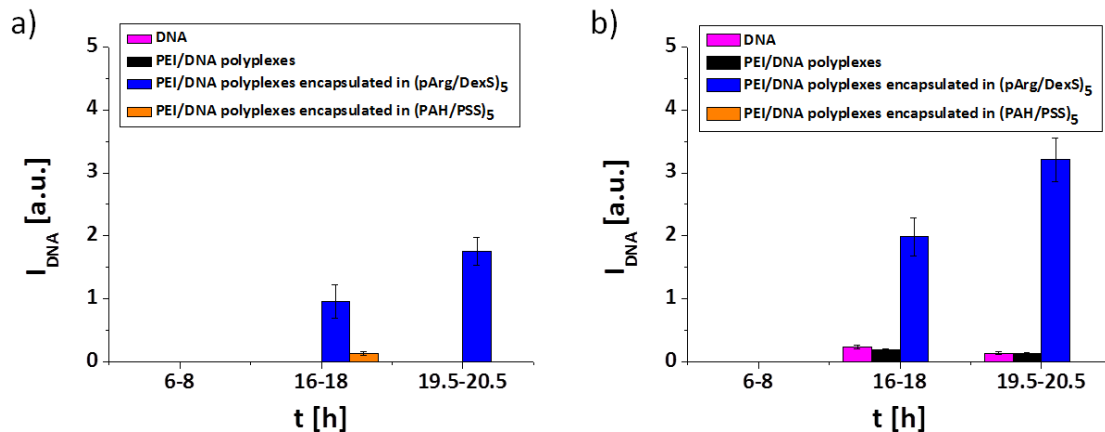 a)
I_DNA [a.u.]
5
4
3
2
1
0
DNA
PEI/DNA polyplexes
PEI/DNA polyplexes encapsulated in (pArg/DexS)5
PEI/DNA polyplexes encapsulated in (PAH/PSS)5
6-8 16-18 19.5-20.5
t [h]
b)
I_DNA [a.u.]
5
4
3
2
1
0
DNA
PEI/DNA polyplexes
PEI/DNA polyplexes encapsulated in (pArg/DexS)5
PEI/DNA polyplexes encapsulated in (PAH/PSS)5
6-8 16-18 19.5-20.5
t [h]